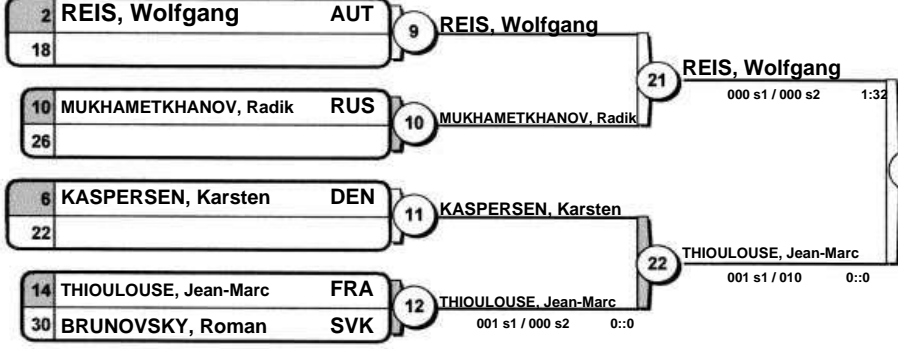 2 REIS, Wolfgang AUT
18
9 REIS, Wolfgang
10 MUKHAMETKHANOV, Radik RUS
26
10 MUKHAMETKHANOV, Radik
21 REIS, Wolfgang
000 s1 / 000 s2 1:32
6 KASPERSEN, Karsten DEN
22
11 KASPERSEN, Karsten
14 THIOULOUSE, Jean-Marc FRA
30 BRUNOVSKY, Roman SVK
12 THIOULOUSE, Jean-Marc
001 s1 / 000 s2 0::0
22 THIOULOUSE, Jean-Marc
001 s1 / 010 0::0